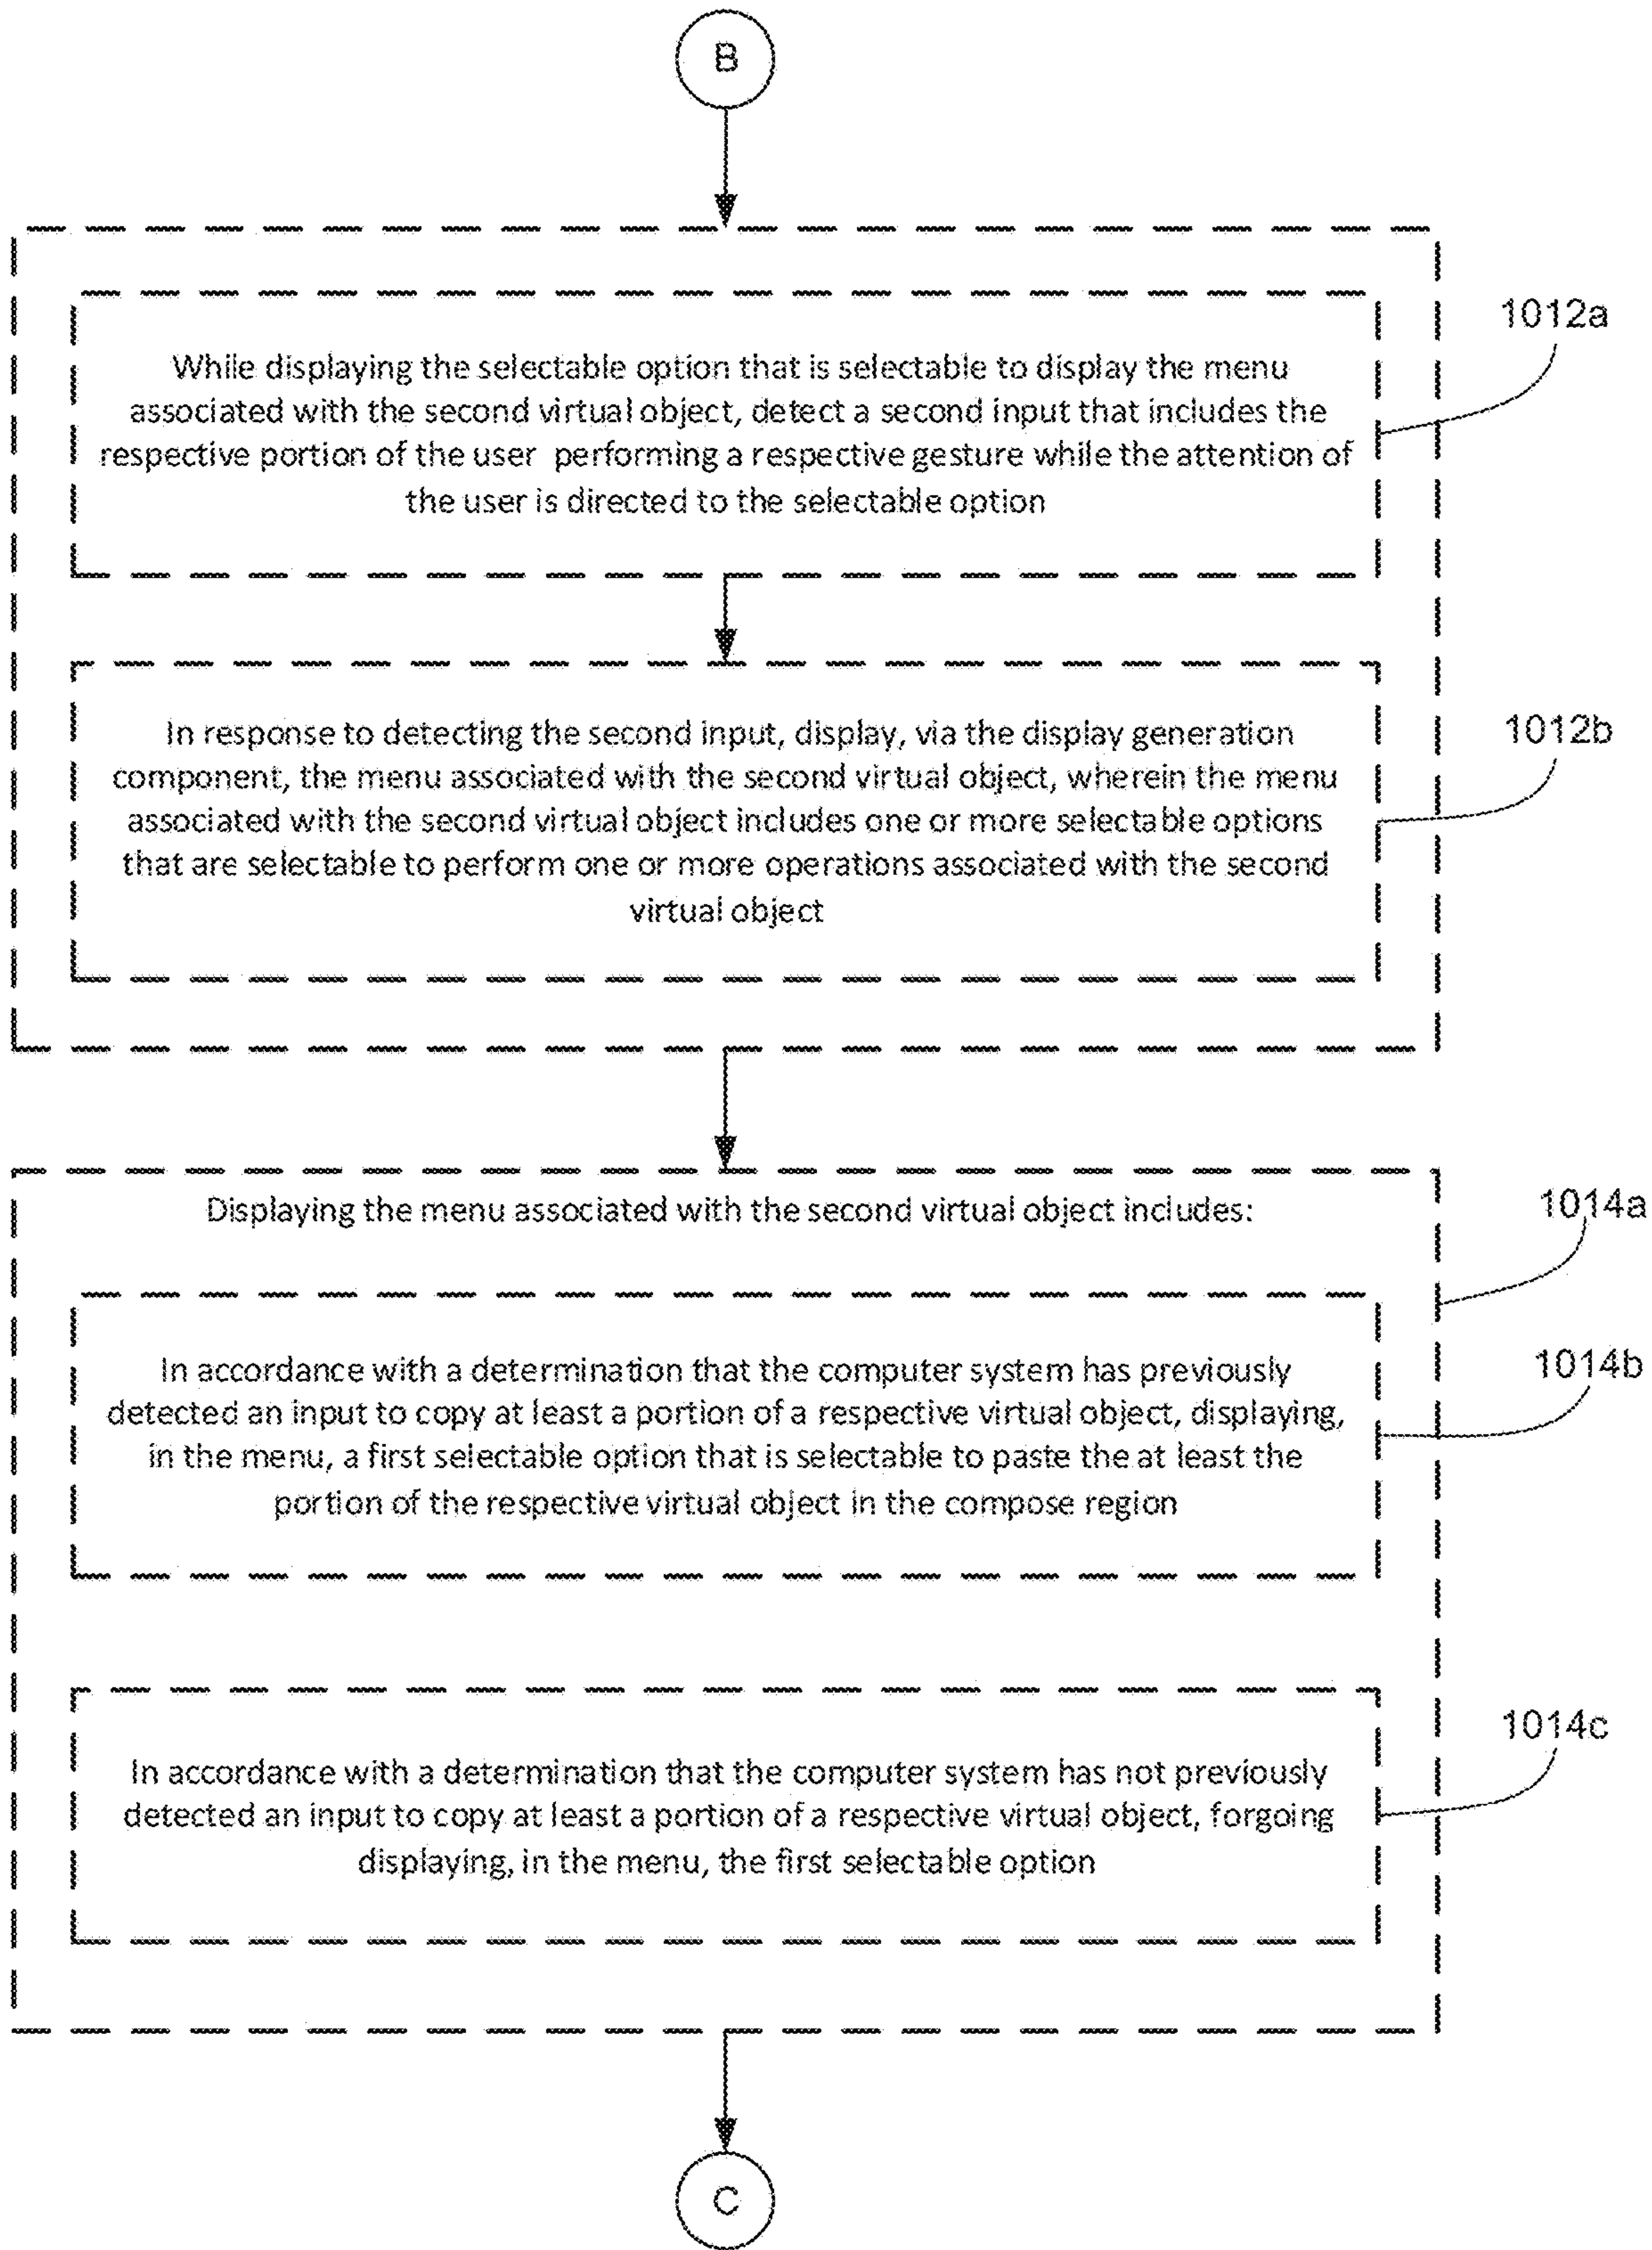 B
1012a
While displaying the selectable option that is selectable to display the menu
associated with the second virtual object, detect a second input that includes the
respective portion of the user performing a respective gesture while the attention of
the user is directed to the selectable option
1012b
In response to detecting the second input, display, via the display generation
component, the menu associated with the second virtual object, wherein the menu
associated with the second virtual object includes one or more selectable options
that are selectable to perform one or more operations associated with the second
virtual object
Displaying the menu associated with the second virtual object includes:
1014a
1014b
In accordance with a determination that the computer system has previously
detected an input to copy at least a portion of a respective virtual object, displaying,
in the menu, a first selectable option that is selectable to paste the at least the
portion of the respective virtual object in the compose region
1014c
In accordance with a determination that the computer system has not previously
detected an input to copy at least a portion of a respective virtual object, forgoing
displaying, in the menu, the first selectable option
C